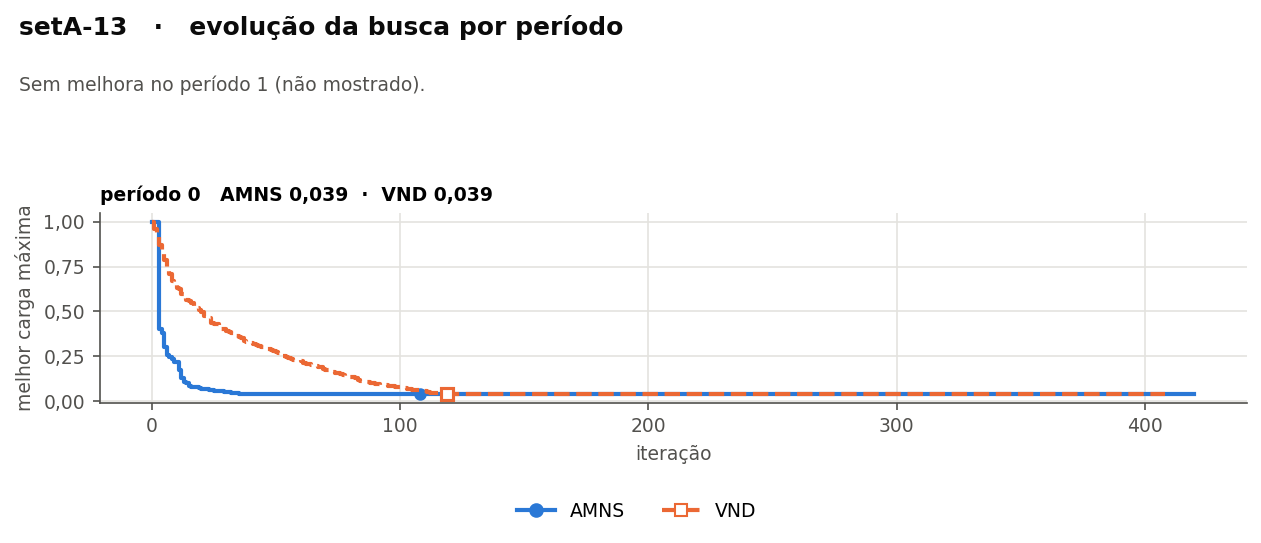 setA-13 · evolução da busca por período
Sem melhora no período 1 (não mostrado).
período 0 AMNS 0,039 · VND 0,039
melhor carga máxima
1,00
0,75
0,50
0,25
0,00
0 100 200 300 400
iteração
AMNS VND